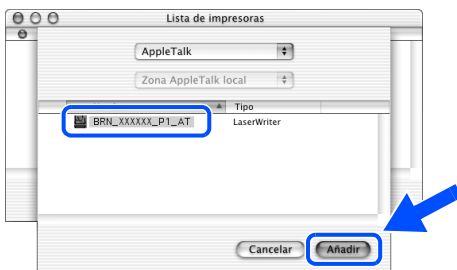 Lista de impresoras
AppleTalk
Zona AppleTalk local
Tipo
BRN_XXXXXX_P1_AT LaserWriter
Cancelar Añadir